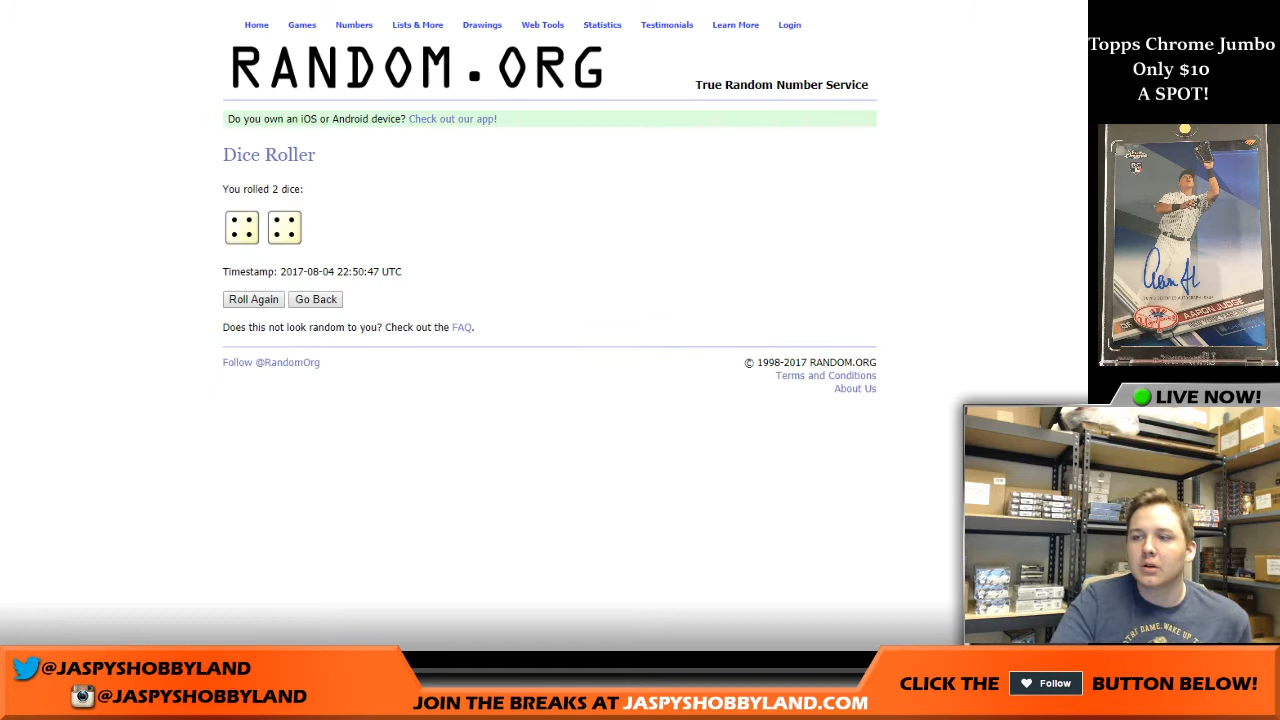 Home Games Numbers Lists & More Drawings Web Tools Statistics Testimonials Learn More Login
RANDOM.ORG
True Random Number Service
Do you own an iOS or Android device? Check out our app!
Dice Roller
You rolled 2 dice:
Timestamp: 2017-08-04 22:50:47 UTC
Roll Again Go Back
Does this not look random to you? Check out the FAQ.
Follow @RandomOrg
© 1998-2017 RANDOM.ORG
Terms and Conditions
About Us
Topps Chrome Jumbo
Only $10
A SPOT!
AARON JUDGE
LIVE NOW!
@JASPYSHOBBYLAND
@JASPYSHOBBYLAND
JOIN THE BREAKS AT JASPYSHOBBYLAND.COM
CLICK THE Follow BUTTON BELOW!